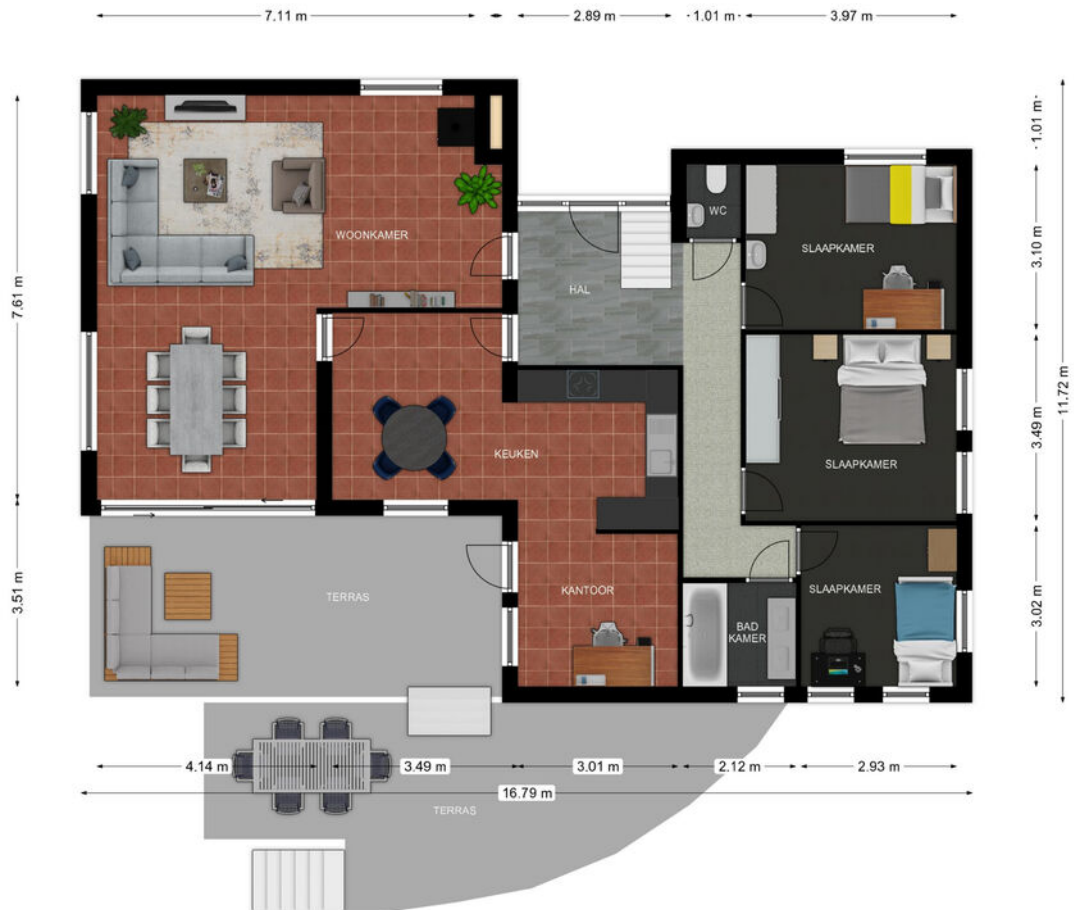 7.11 m
2.89 m
1.01 m
3.97 m
1.01 m
3.10 m
3.49 m
3.02 m
11.72 m
7.61 m
3.51 m
WOONKAMER
WC
SLAAPKAMER
HAL
KEUKEN
SLAAPKAMER
KANTOOR
SLAAPKAMER
TERRAS
BAD
KAMER
4.14 m
3.49 m
3.01 m
2.12 m
2.93 m
16.79 m
TERRAS